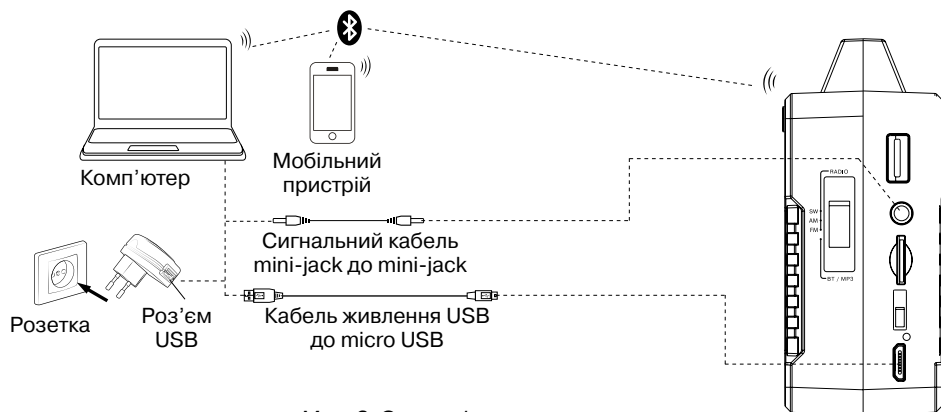 Комп’ютер
Мобільний
пристрій
RADIO
SW
AM
FM
BT / MP3
Сигнальний кабель
mini-jack до mini-jack
Розетка
Роз’єм
USB
Кабель живлення USB
до micro USB